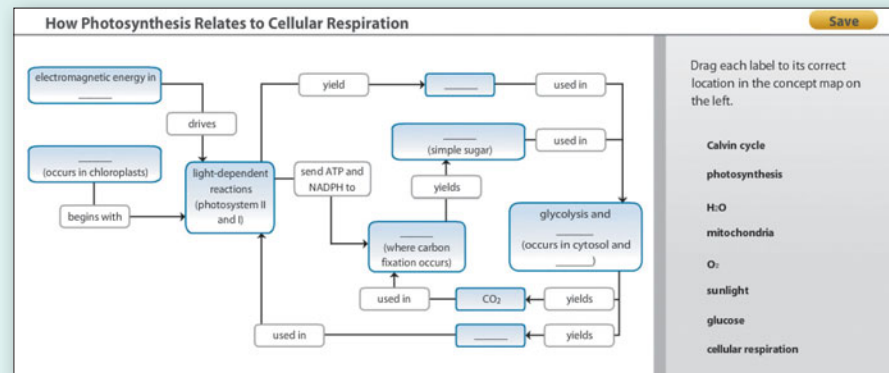 How Photosynthesis Relates to Cellular Respiration
Save
electromagnetic energy in
______
yield
______
used in
drives
______
(simple sugar)
used in
______
(occurs in chloroplasts)
light-dependent
reactions
(photosystem II
and I)
send ATP and
NADPH to
yields
begins with
______
(where carbon
fixation occurs)
glycolysis and
______
(occurs in cytosol and
______)
used in
CO₂
yields
used in
______
yields
Drag each label to its correct
location in the concept map on
the left.
Calvin cycle
photosynthesis
H₂O
mitochondria
O₂
sunlight
glucose
cellular respiration